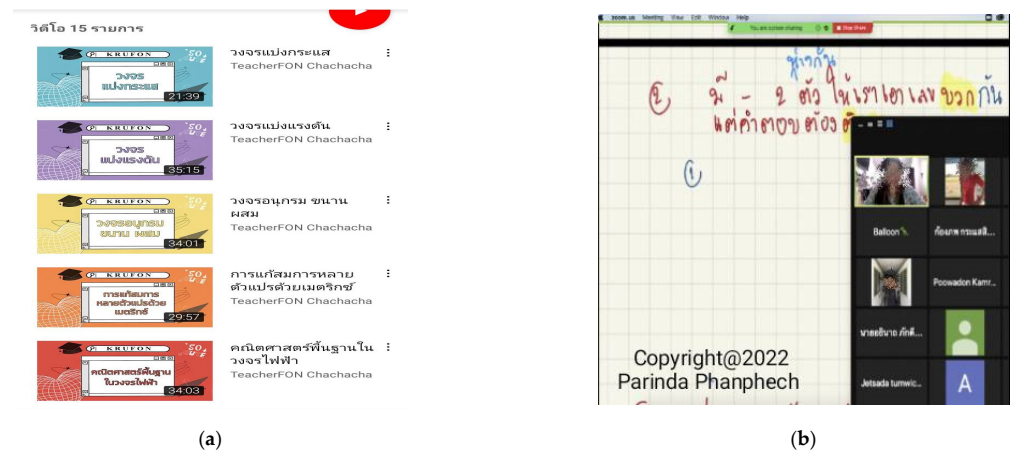 วิดีโอ 15 รายการ
KRUFON
วงจร
แบ่งกระแส
21:39
วงจรแบ่งกระแส
TeacherFON Chachacha
KRUFON
วงจร
แบ่งแรงดัน
35:15
วงจรแบ่งแรงดัน
TeacherFON Chachacha
KRUFON
วงจรอนุกรม
ขนาน ผสม
34:01
วงจรอนุกรม ขนาน
ผสม
TeacherFON Chachacha
KRUFON
การแก้สมการ
หลายตัวแปรด้วย
เมตริกซ์
29:57
การแก้สมการหลาย
ตัวแปรด้วยเมตริกซ์
TeacherFON Chachacha
KRUFON
คณิตศาสตร์พื้นฐาน
ในวงจรไฟฟ้า
34:03
คณิตศาสตร์พื้นฐานใน
วงจรไฟฟ้า
TeacherFON Chachacha
(a)
zoom.us Meeting View Edit Window Help
You are screen sharing Stop Share
② มี - 2 ตัว ให้เราเอาเลข บวก กัน
แต่คำตอบต้อง
①
Balloon
Poowadon Kamr...
Jetsada tumwic...
A
Copyright@2022
Parinda Phanphech
(b)